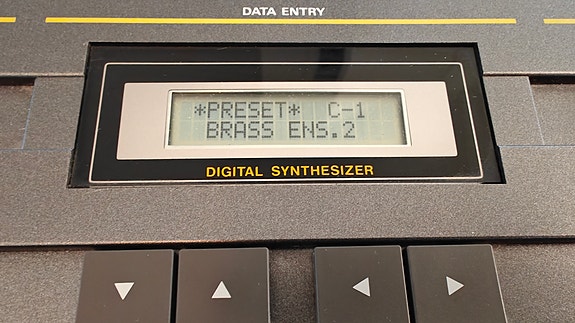 DATA ENTRY
*PRESET* C-1
BRASS ENS.2
DIGITAL SYNTHESIZER